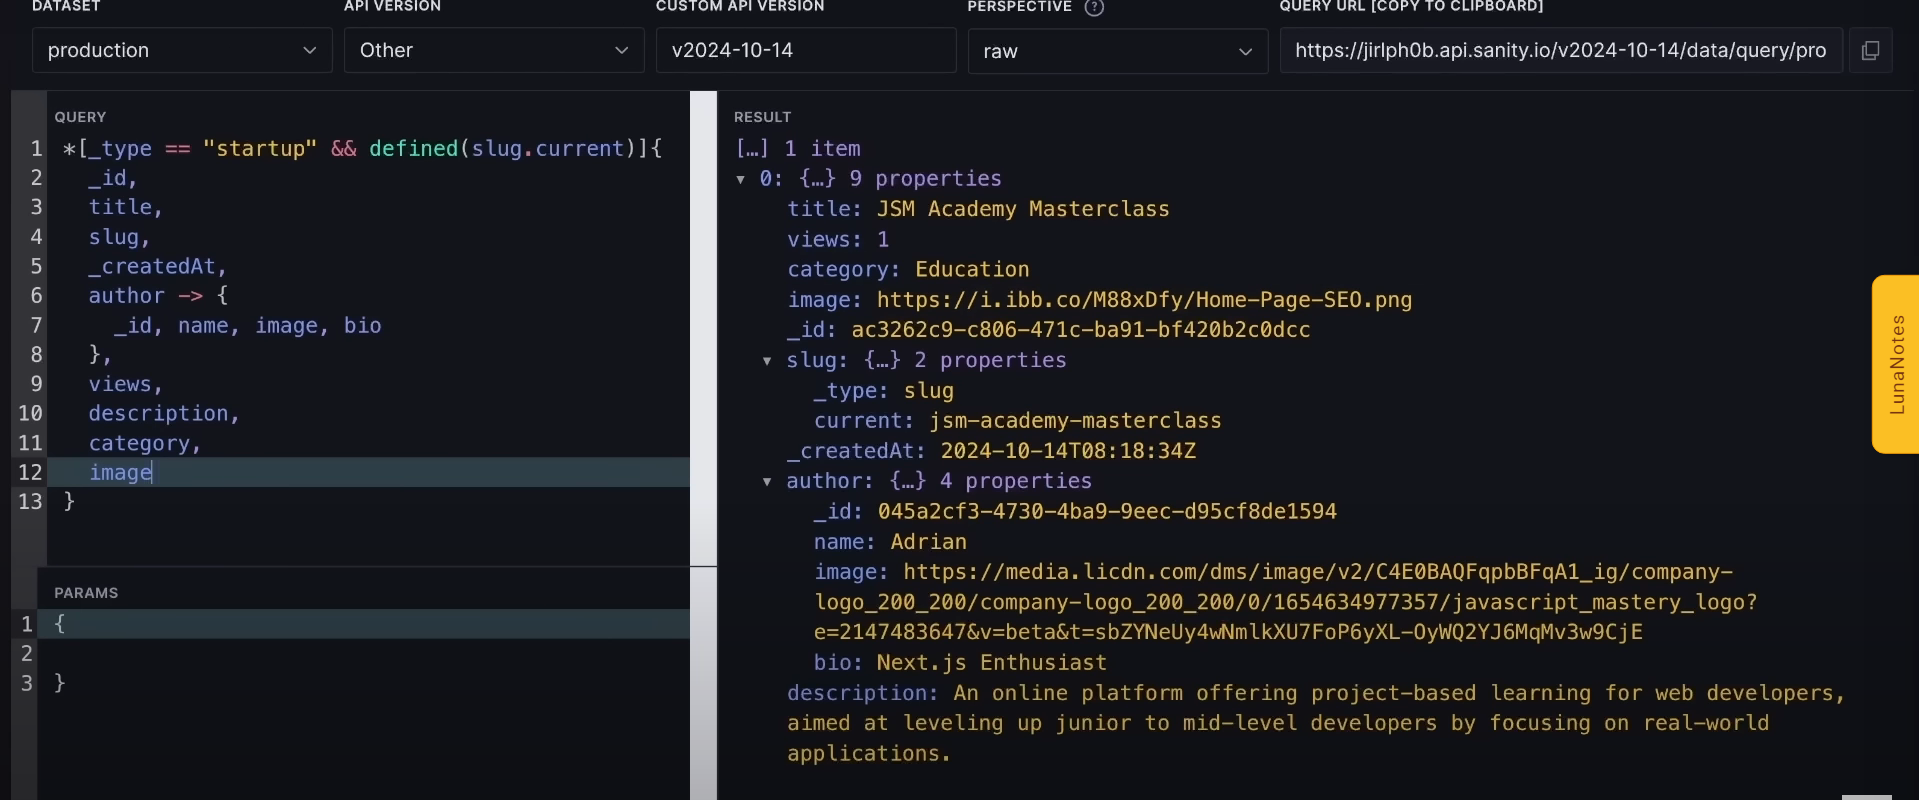 DATASET
API VERSION
CUSTOM API VERSION
PERSPECTIVE ?
QUERY URL [COPY TO CLIPBOARD]
production
Other
v2024-10-14
raw
https://jirlph0b.api.sanity.io/v2024-10-14/data/query/pro
QUERY
1 *[_type == "startup" && defined(slug.current)]{
2 _id,
3 title,
4 slug,
5 _createdAt,
6 author -> {
7 _id, name, image, bio
8 },
9 views,
10 description,
11 category,
12 image
13 }
PARAMS
1 {
2
3 }
RESULT
[…] 1 item
0: {…} 9 properties
title: JSM Academy Masterclass
views: 1
category: Education
image: https://i.ibb.co/M88xDfy/Home-Page-SEO.png
_id: ac3262c9-c806-471c-ba91-bf420b2c0dcc
slug: {…} 2 properties
_type: slug
current: jsm-academy-masterclass
_createdAt: 2024-10-14T08:18:34Z
author: {…} 4 properties
_id: 045a2cf3-4730-4ba9-9eec-d95cf8de1594
name: Adrian
image: https://media.licdn.com/dms/image/v2/C4E0BAQFqpbBFqA1_ig/company-
logo_200_200/company-logo_200_200/0/1654634977357/javascript_mastery_logo?
e=2147483647&v=beta&t=sbZYNeUy4wNmlkXU7FoP6yXL-OyWQ2YJ6MqMv3w9CjE
bio: Next.js Enthusiast
description: An online platform offering project-based learning for web developers,
aimed at leveling up junior to mid-level developers by focusing on real-world
applications.
LunaNotes